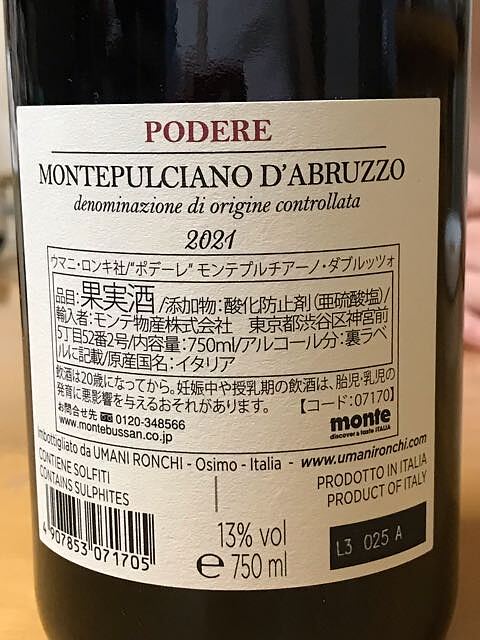 PODERE
MONTEPULCIANO D'ABRUZZO
denominazione di origine controllata
2021
ウマニ・ロンキ社/"ポデーレ" モンテプルチアーノ・ダブルッツォ
品目:果実酒/添加物:酸化防止剤(亜硫酸塩)/
輸入者:モンテ物産株式会社 東京都渋谷区神宮前
5丁目52番2号/内容量:750ml/アルコール分:裏ラベ
ルに記載/原産国名:イタリア
飲酒は20歳になってから。妊娠中や授乳期の飲酒は、胎児・乳児の
発育に悪影響を与えるおそれがあります。 【コード:07170】
お問合せ先 0120-348566
www.montebussan.co.jp
monte
discover & taste ITALIA
Imbottigliato da UMANI RONCHI - Osimo - Italia - www.umanironchi.com
CONTIENE SOLFITI
CONTAINS SULPHITES
PRODOTTO IN ITALIA
PRODUCT OF ITALY
4 907853 071705
13% vol
e 750 ml
L3 025 A